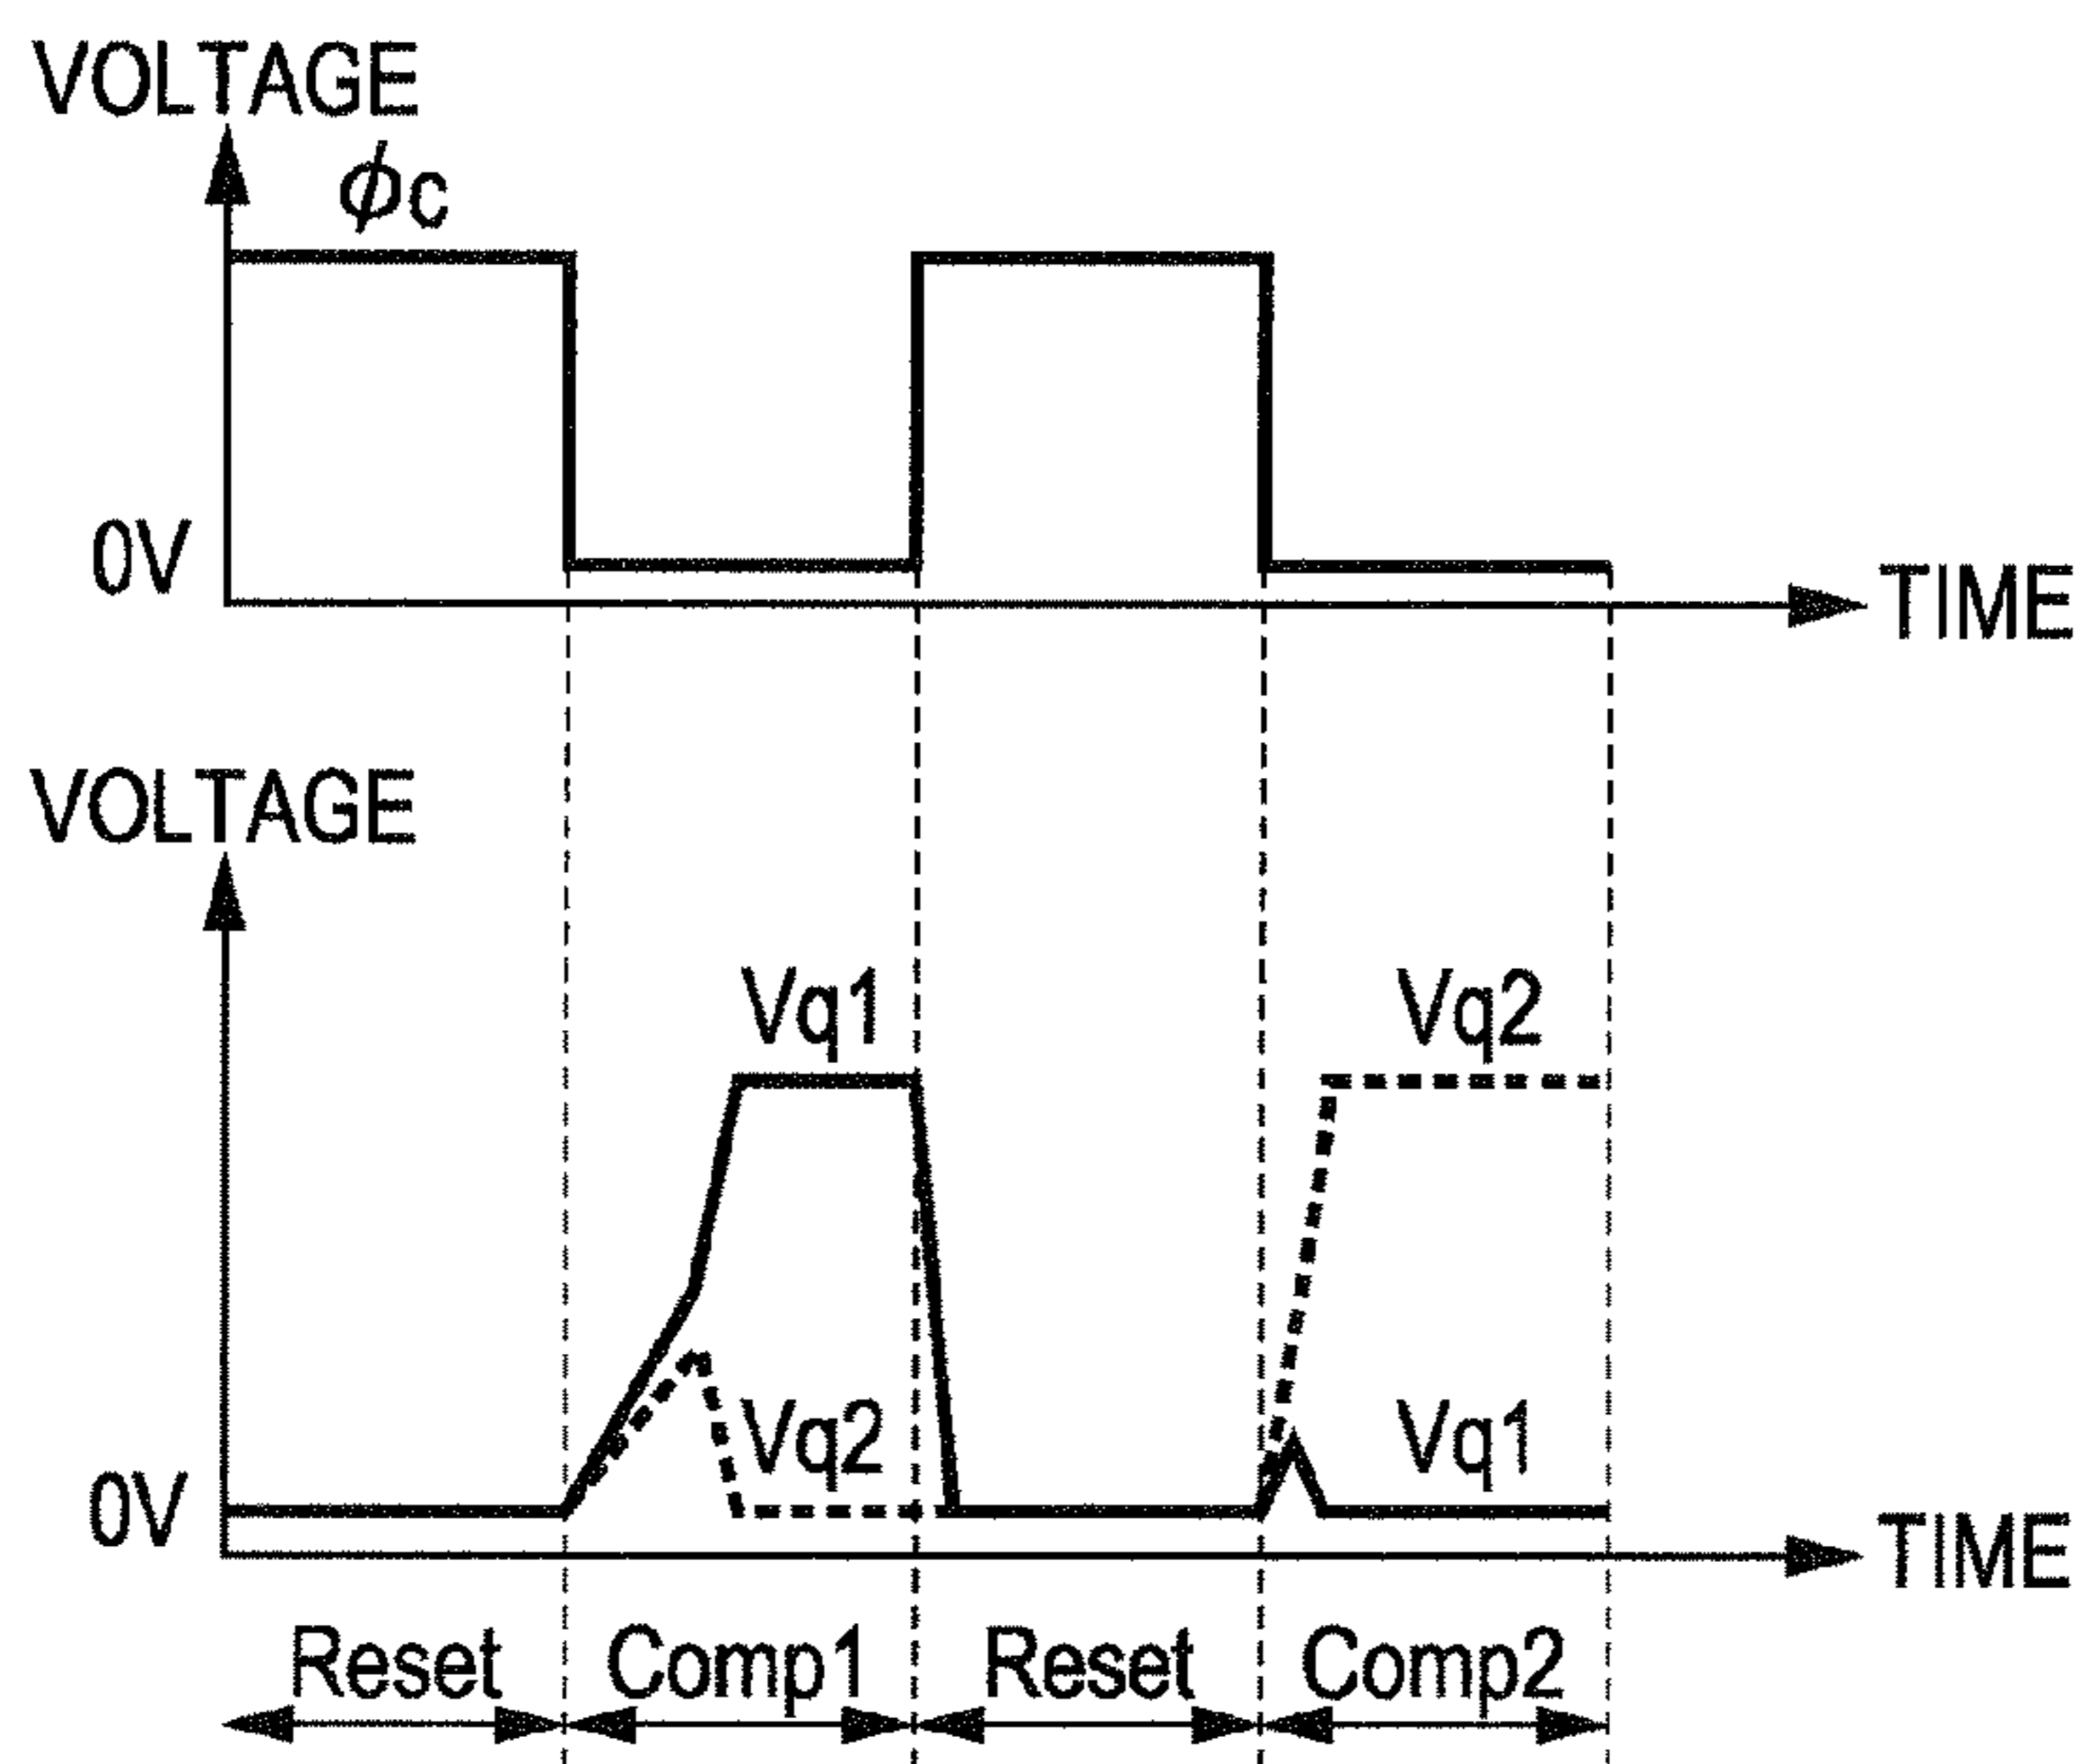 VOLTAGE
ϕc
0V
TIME
VOLTAGE
Vq1
Vq2
Vq2
Vq1
0V
TIME
Reset Comp1 Reset Comp2